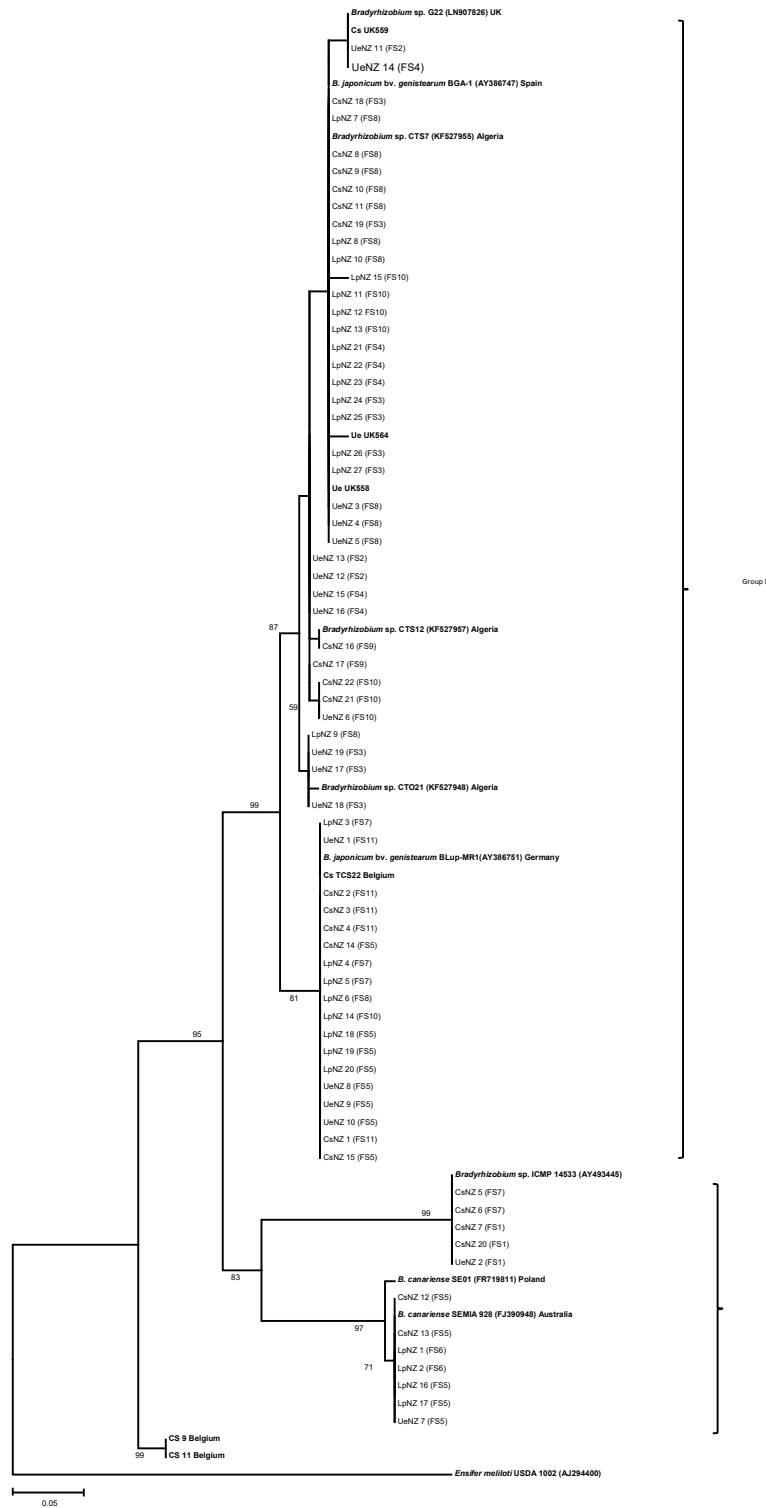 Bradyrhizobium sp. G22 (LN907826) UK
Cs UK559
UeNZ 11 (FS2)
UeNZ 14 (FS4)
B. japonicum bv. genistearum BGA-1 (AY386747) Spain
CsNZ 18 (FS3)
LpNZ 7 (FS8)
Bradyrhizobium sp. CTS7 (KF527955) Algeria
CsNZ 8 (FS8)
CsNZ 9 (FS8)
CsNZ 10 (FS8)
CsNZ 11 (FS8)
CsNZ 19 (FS3)
LpNZ 8 (FS8)
LpNZ 10 (FS8)
LpNZ 15 (FS10)
LpNZ 11 (FS10)
LpNZ 12 FS10)
LpNZ 13 (FS10)
LpNZ 21 (FS4)
LpNZ 22 (FS4)
LpNZ 23 (FS4)
LpNZ 24 (FS3)
LpNZ 25 (FS3)
Ue UK564
LpNZ 26 (FS3)
LpNZ 27 (FS3)
Ue UK558
UeNZ 3 (FS8)
UeNZ 4 (FS8)
UeNZ 5 (FS8)
UeNZ 13 (FS2)
UeNZ 12 (FS2)
Group I
UeNZ 15 (FS4)
UeNZ 16 (FS4)
87
Bradyrhizobium sp. CTS12 (KF527957) Algeria
CsNZ 16 (FS9)
CsNZ 17 (FS9)
CsNZ 22 (FS10)
CsNZ 21 (FS10)
59
UeNZ 6 (FS10)
LpNZ 9 (FS8)
UeNZ 19 (FS3)
UeNZ 17 (FS3)
Bradyrhizobium sp. CTO21 (KF527948) Algeria
99
UeNZ 18 (FS3)
LpNZ 3 (FS7)
UeNZ 1 (FS11)
B. japonicum bv. genistearum BLup-MR1(AY386751) Germany
Cs TCS22 Belgium
CsNZ 2 (FS11)
CsNZ 3 (FS11)
CsNZ 4 (FS11)
CsNZ 14 (FS5)
LpNZ 4 (FS7)
LpNZ 5 (FS7)
81
LpNZ 6 (FS8)
LpNZ 14 (FS10)
95
LpNZ 18 (FS5)
LpNZ 19 (FS5)
LpNZ 20 (FS5)
UeNZ 8 (FS5)
UeNZ 9 (FS5)
UeNZ 10 (FS5)
CsNZ 1 (FS11)
CsNZ 15 (FS5)
Bradyrhizobium sp. ICMP 14533 (AY493445)
CsNZ 5 (FS7)
99
CsNZ 6 (FS7)
CsNZ 7 (FS1)
CsNZ 20 (FS1)
UeNZ 2 (FS1)
83
B. canariense SE01 (FR719811) Poland
CsNZ 12 (FS5)
B. canariense SEMIA 928 (FJ390948) Australia
97
CsNZ 13 (FS5)
LpNZ 1 (FS6)
71
LpNZ 2 (FS6)
LpNZ 16 (FS5)
LpNZ 17 (FS5)
UeNZ 7 (FS5)
CS 9 Belgium
99
CS 11 Belgium
Ensifer meliloti USDA 1002 (AJ294400)
0.05